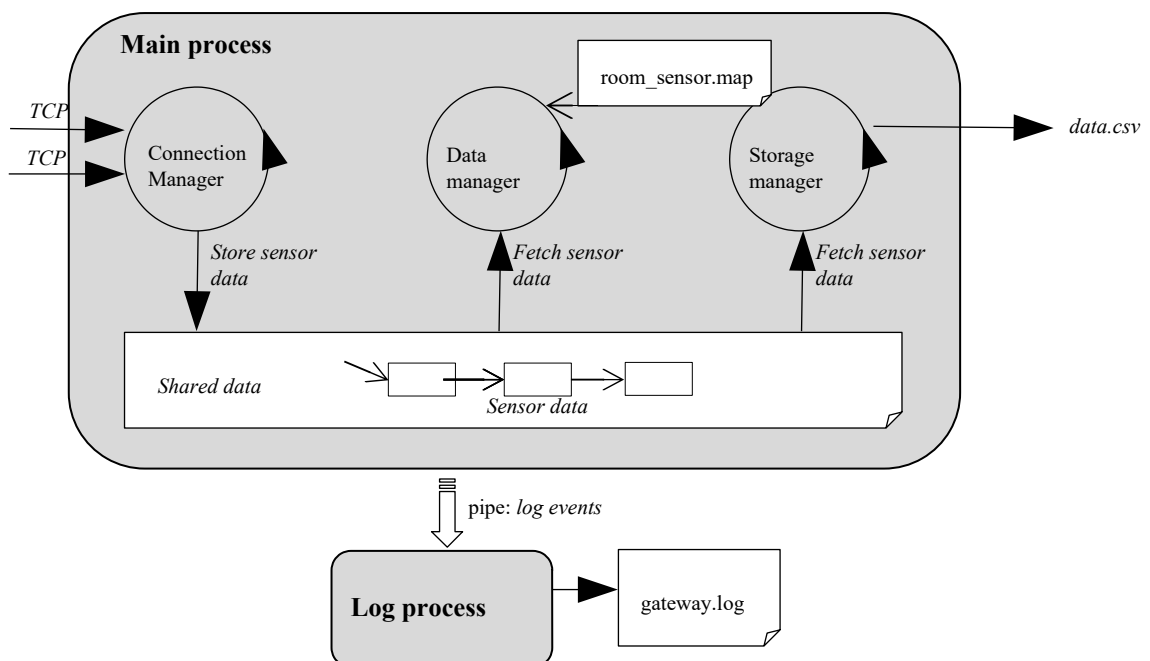 Main process
room_sensor.map
TCP
TCP
Connection
Manager
Data
manager
Storage
manager
data.csv
Store sensor
data
Fetch sensor
data
Fetch sensor
data
Shared data
Sensor data
pipe: log events
Log process
gateway.log